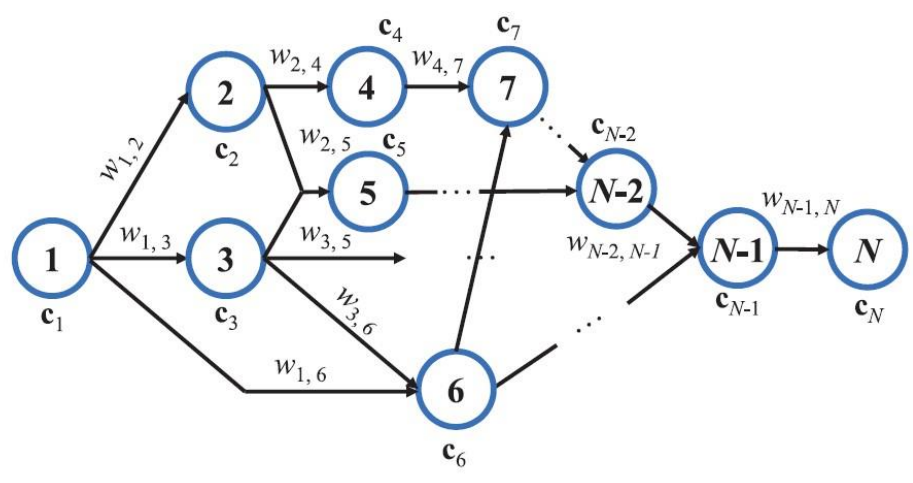 c4
c7
2
w2, 4
4
w4, 7
7
c2
w1, 2
w2, 5
c5
5
...
...
cN-2
N-2
wN-2, N-1
1
c1
w1, 3
3
c3
w3, 5
...
N-1
cN-1
wN-1, N
N
cN
w3, 6
...
w1, 6
6
c6